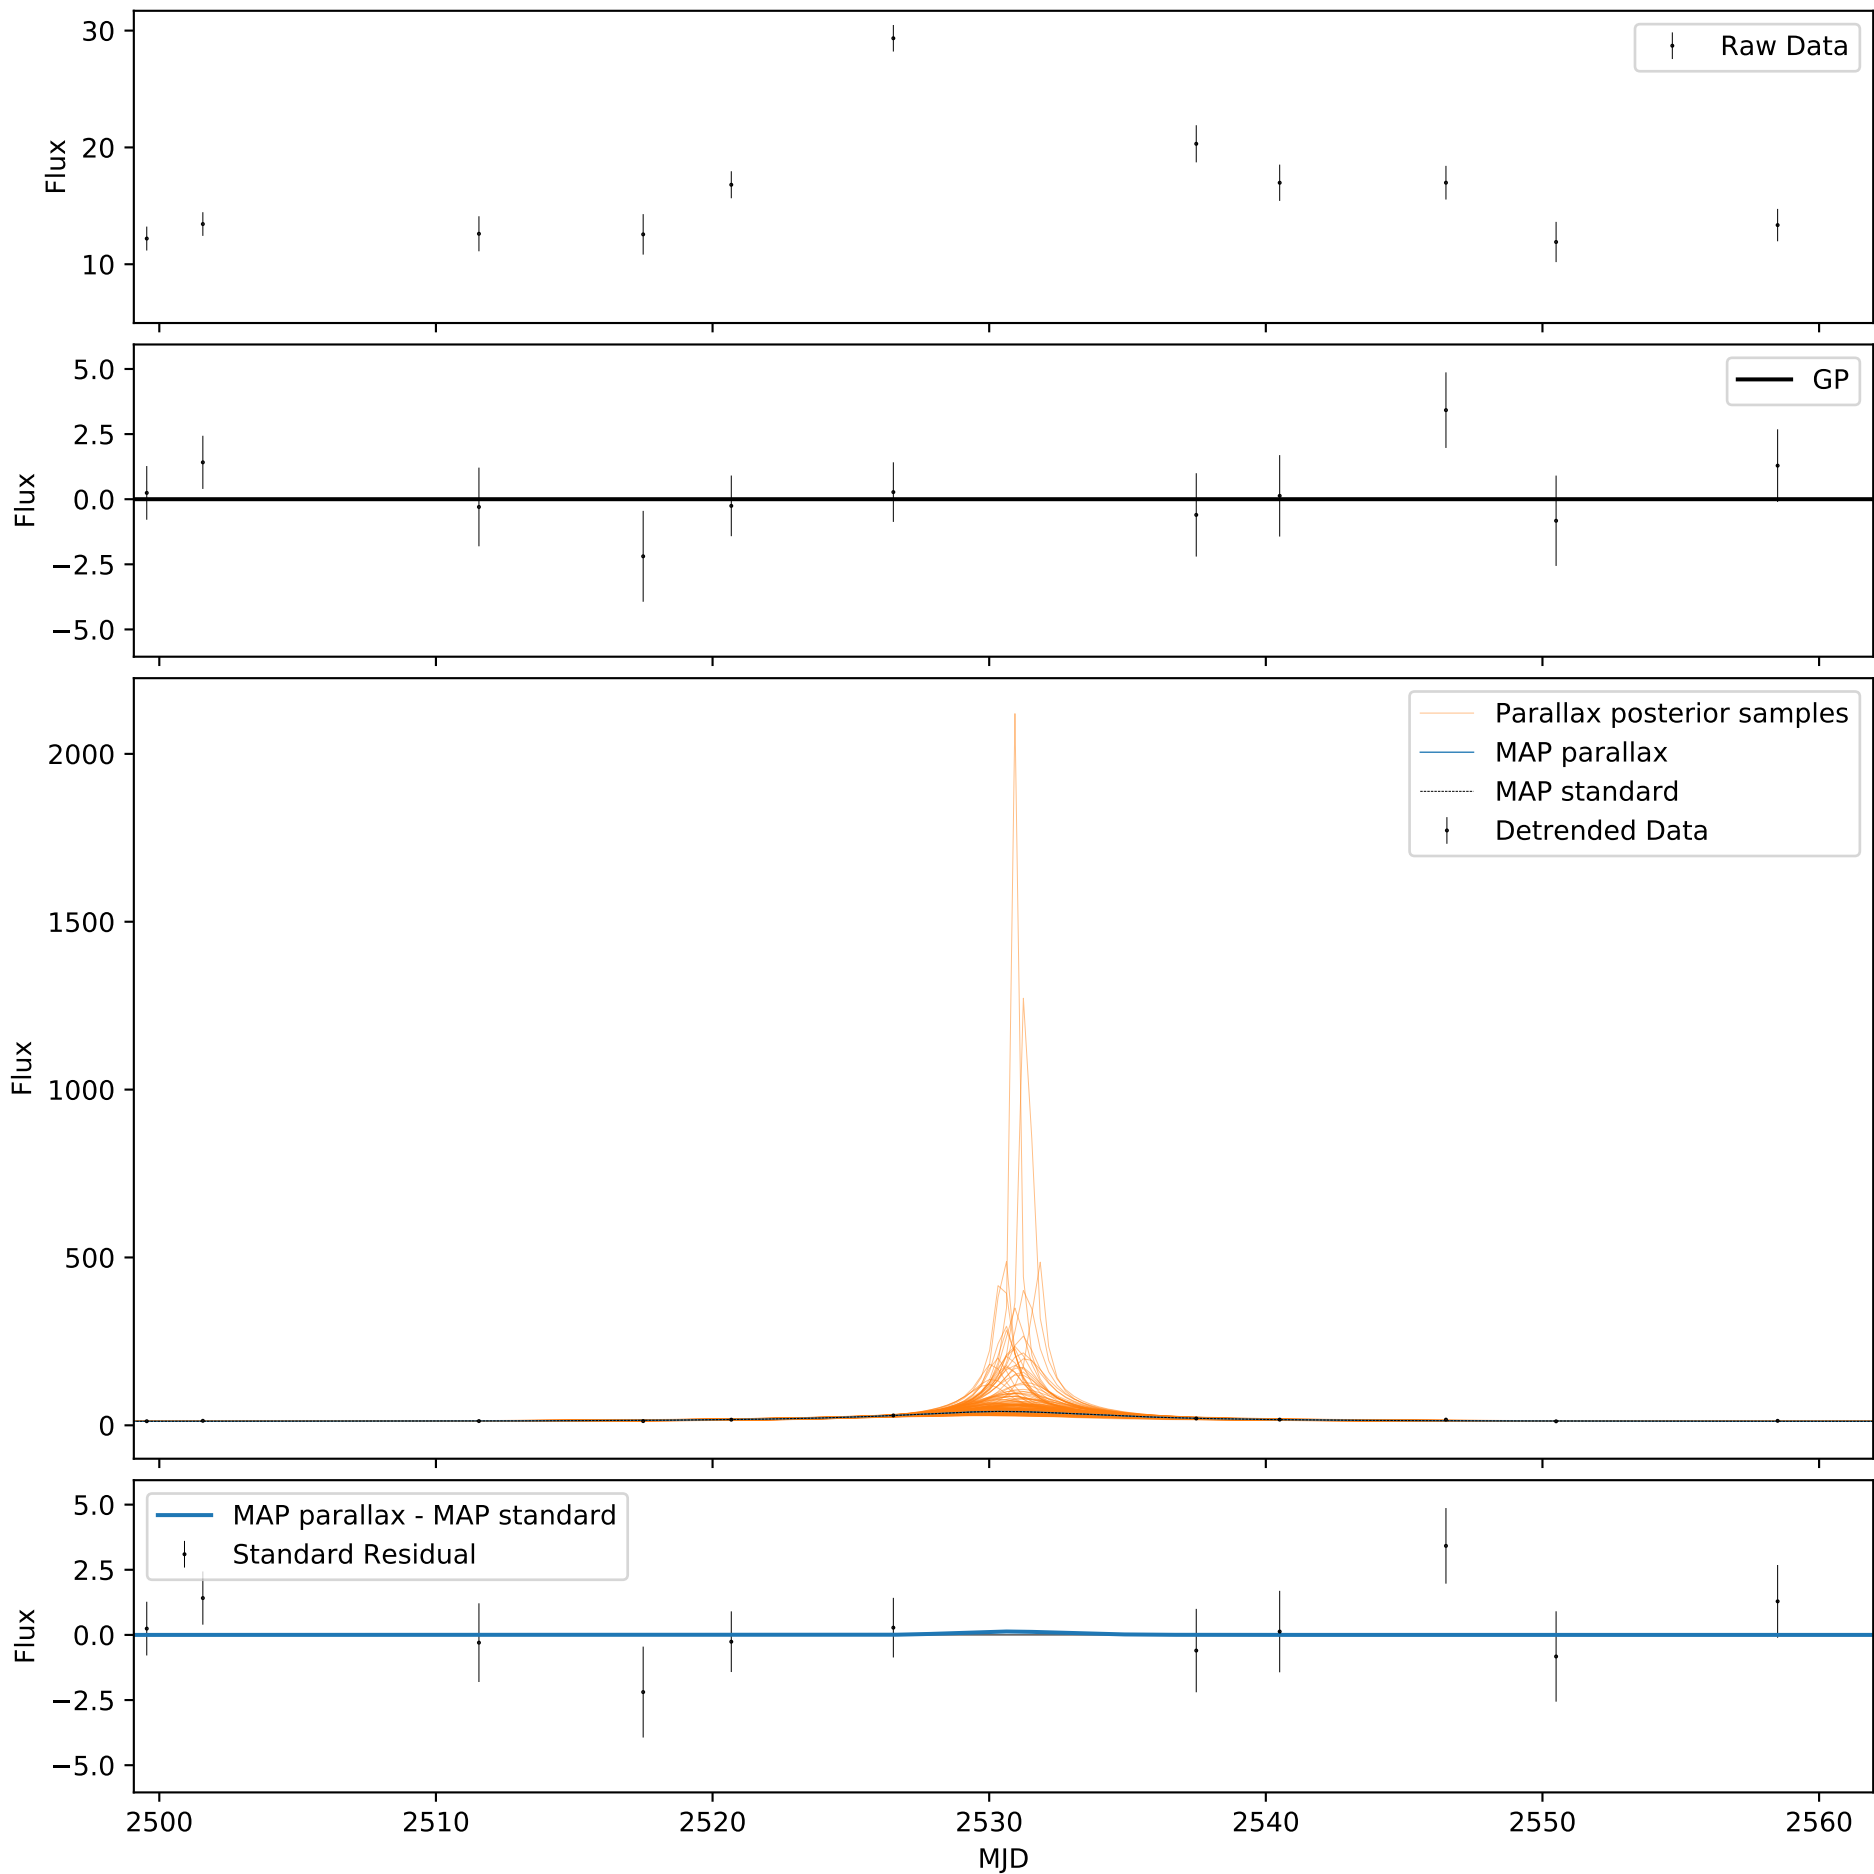 30
20
10
Flux
Raw Data
5.0
2.5
0.0
−2.5
−5.0
Flux
GP
2000
1500
1000
500
0
Flux
Parallax posterior samples
MAP parallax
MAP standard
Detrended Data
5.0
2.5
0.0
−2.5
−5.0
Flux
MAP parallax - MAP standard
Standard Residual
2500 2510 2520 2530 2540 2550 2560
MJD